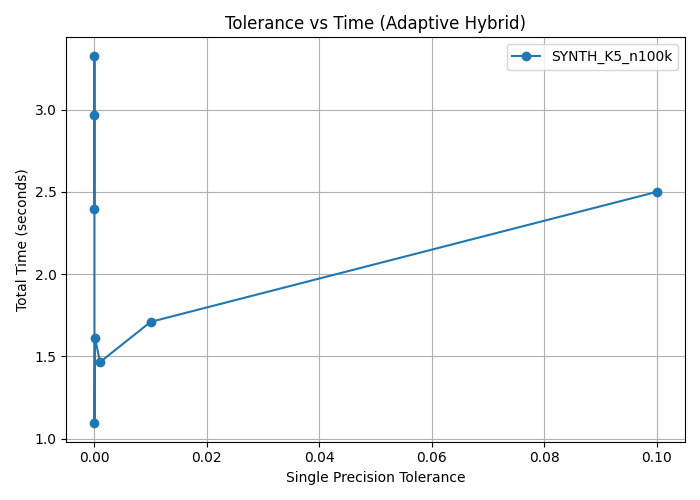 Tolerance vs Time (Adaptive Hybrid)
SYNTH_K5_n100k
Total Time (seconds)
3.0
2.5
2.0
1.5
1.0
0.00 0.02 0.04 0.06 0.08 0.10
Single Precision Tolerance